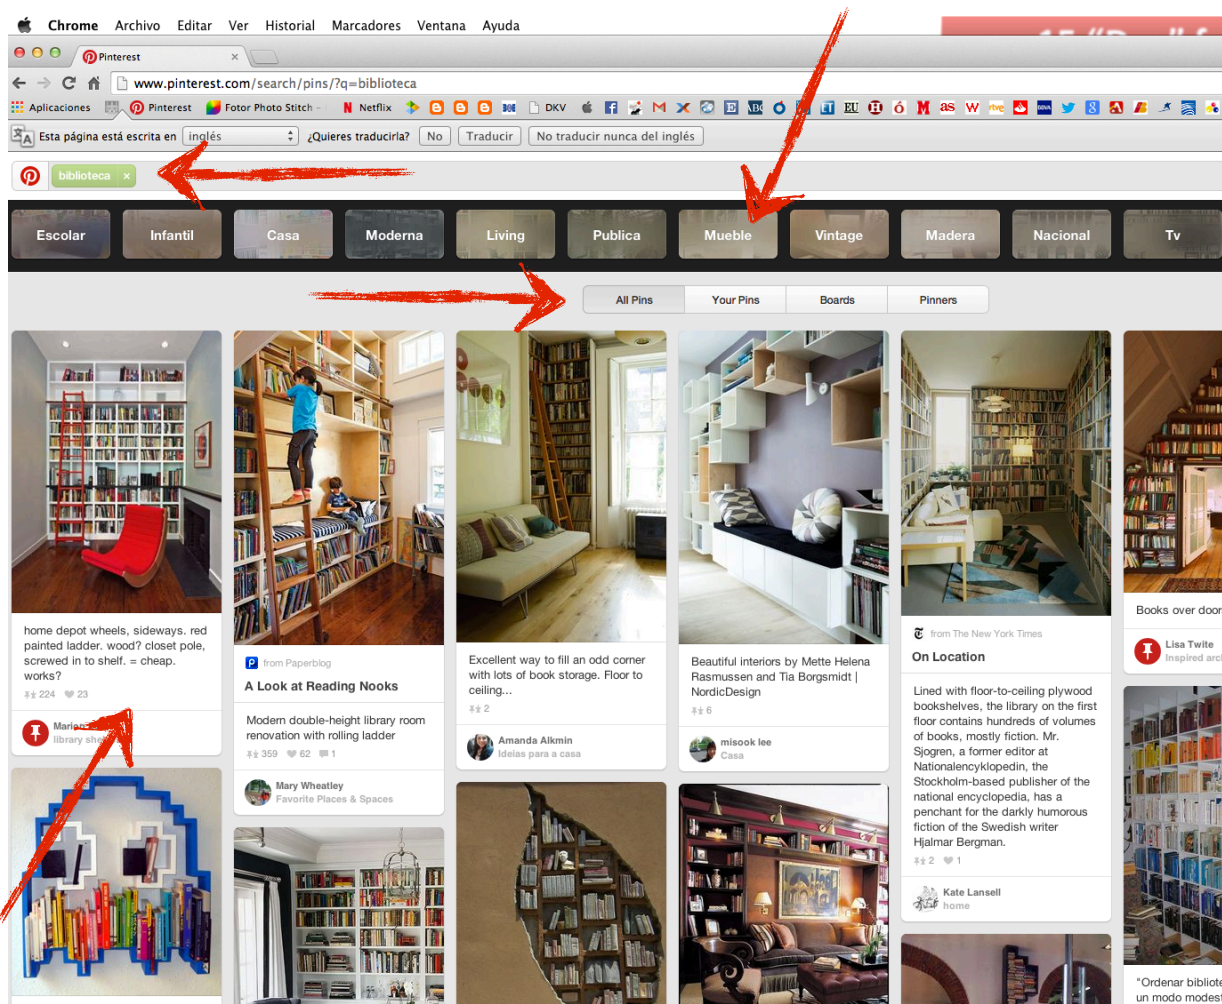 Chrome Archivo Editar Ver Historial Marcadores Ventana Ayuda
Pinterest ×
www.pinterest.com/search/pins/?q=biblioteca
Aplicaciones Pinterest Fotor Photo Stitch - Netflix DKV
Esta página está escrita en inglés ¿Quieres traducirla? No Traducir No traducir nunca del inglés
biblioteca ×
Escolar Infantil Casa Moderna Living Publica Mueble Vintage Madera Nacional Tv
All Pins Your Pins Boards Pinners
home depot wheels, sideways. red
painted ladder. wood? closet pole,
screwed in to shelf. = cheap.
works?
224 23
library
from Paperblog
A Look at Reading Nooks
Modern double-height library room
renovation with rolling ladder
359 62 1
Mary Wheatley
Favorite Places & Spaces
Excellent way to fill an odd corner
with lots of book storage. Floor to
ceiling...
2
Amanda Alkmin
Ideias para a casa
Beautiful interiors by Mette Helena
Rasmussen and Tia Borgsmidt |
NordicDesign
6
misook lee
Casa
from The New York Times
On Location
Lined with floor-to-ceiling plywood
bookshelves, the library on the first
floor contains hundreds of volumes
of books, mostly fiction. Mr.
Sjogren, a former editor at
Nationalencyklopedin, the
Stockholm-based publisher of the
national encyclopedia, has a
penchant for the darkly humorous
fiction of the Swedish writer
Hjalmar Bergman.
2 1
Kate Lansell
home
Books over door
Lisa Twite
Inspired arc
"Ordenar bibliote
un modo modest